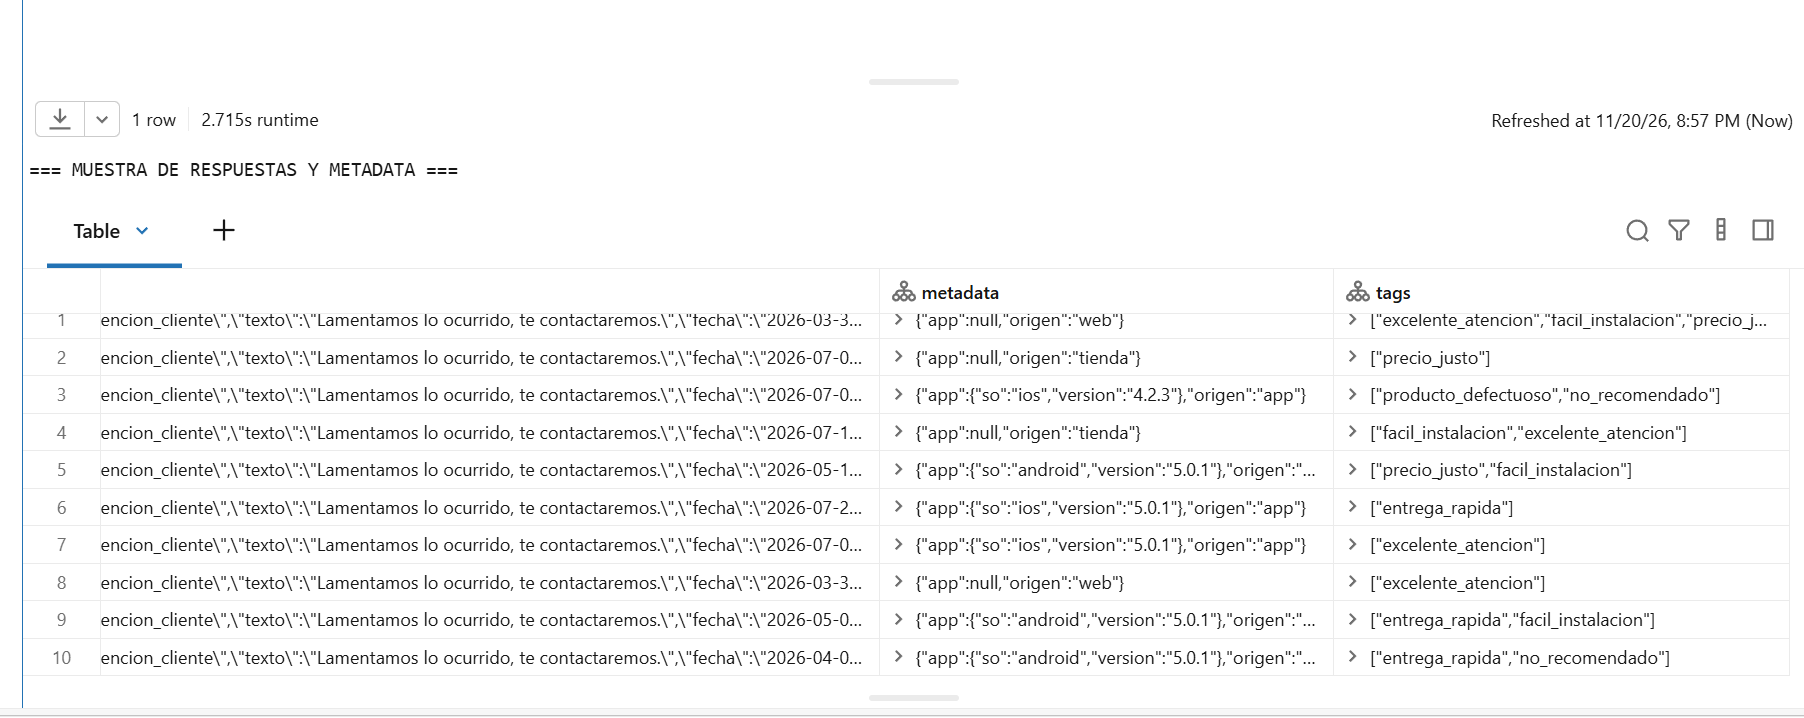 1 row 2.715s runtime Refreshed at 11/20/26, 8:57 PM (Now)
=== MUESTRA DE RESPUESTAS Y METADATA ===
Table
metadata tags
1 encion_cliente\",\"texto\":\"Lamentamos lo ocurrido, te contactaremos.\",\"fecha\":\"2026-03-3... {"app":null,"origen":"web"} ["excelente_atencion","facil_instalacion","precio_j...
2 encion_cliente\",\"texto\":\"Lamentamos lo ocurrido, te contactaremos.\",\"fecha\":\"2026-07-0... {"app":null,"origen":"tienda"} ["precio_justo"]
3 encion_cliente\",\"texto\":\"Lamentamos lo ocurrido, te contactaremos.\",\"fecha\":\"2026-07-0... {"app":{"so":"ios","version":"4.2.3"},"origen":"app"} ["producto_defectuoso","no_recomendado"]
4 encion_cliente\",\"texto\":\"Lamentamos lo ocurrido, te contactaremos.\",\"fecha\":\"2026-07-1... {"app":null,"origen":"tienda"} ["facil_instalacion","excelente_atencion"]
5 encion_cliente\",\"texto\":\"Lamentamos lo ocurrido, te contactaremos.\",\"fecha\":\"2026-05-1... {"app":{"so":"android","version":"5.0.1"},"origen":"... ["precio_justo","facil_instalacion"]
6 encion_cliente\",\"texto\":\"Lamentamos lo ocurrido, te contactaremos.\",\"fecha\":\"2026-07-2... {"app":{"so":"ios","version":"5.0.1"},"origen":"app"} ["entrega_rapida"]
7 encion_cliente\",\"texto\":\"Lamentamos lo ocurrido, te contactaremos.\",\"fecha\":\"2026-07-0... {"app":{"so":"ios","version":"5.0.1"},"origen":"app"} ["excelente_atencion"]
8 encion_cliente\",\"texto\":\"Lamentamos lo ocurrido, te contactaremos.\",\"fecha\":\"2026-03-3... {"app":null,"origen":"web"} ["excelente_atencion"]
9 encion_cliente\",\"texto\":\"Lamentamos lo ocurrido, te contactaremos.\",\"fecha\":\"2026-05-0... {"app":{"so":"android","version":"5.0.1"},"origen":"... ["entrega_rapida","facil_instalacion"]
10 encion_cliente\",\"texto\":\"Lamentamos lo ocurrido, te contactaremos.\",\"fecha\":\"2026-04-0... {"app":{"so":"android","version":"5.0.1"},"origen":"... ["entrega_rapida","no_recomendado"]